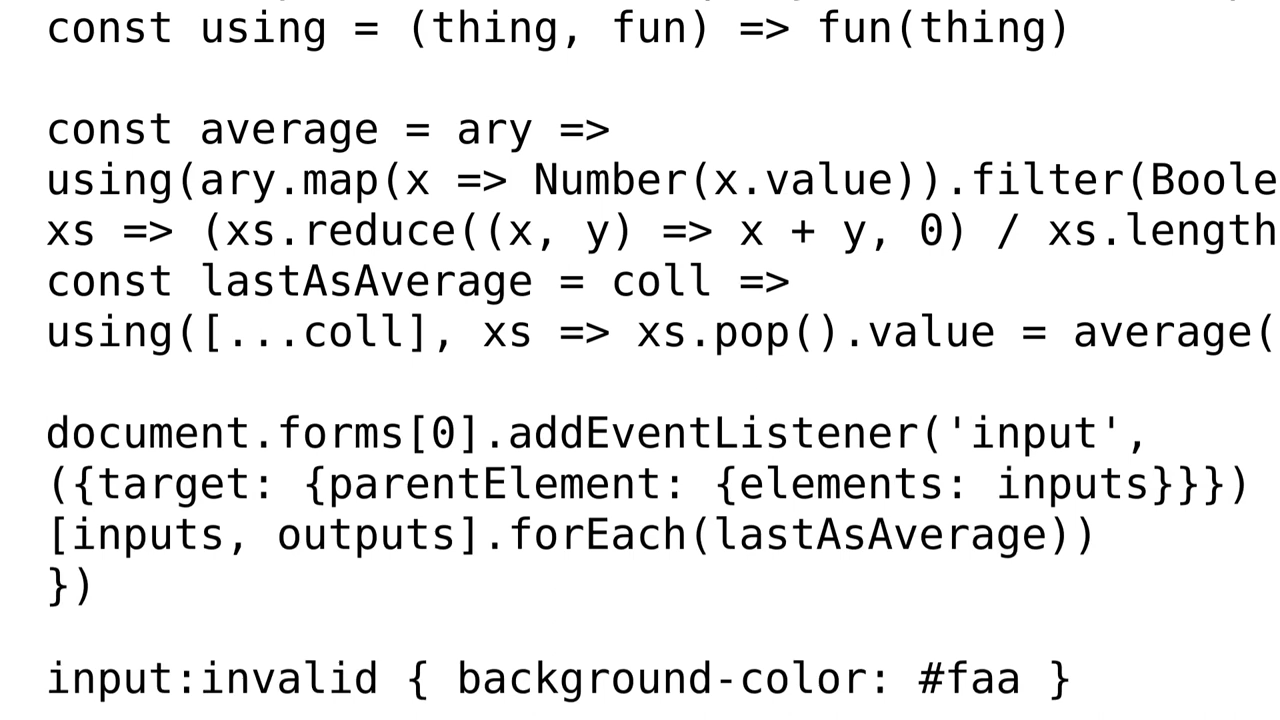 const using = (thing, fun) => fun(thing)
const average = ary =>
using(ary.map(x => Number(x.value)).filter(Boole
xs => (xs.reduce((x, y) => x + y, 0) / xs.length
const lastAsAverage = coll =>
using([...coll], xs => xs.pop().value = average(
document.forms[0].addEventListener('input',
({target: {parentElement: {elements: inputs}}})
[inputs, outputs].forEach(lastAsAverage))
})
input:invalid { background-color: #faa }